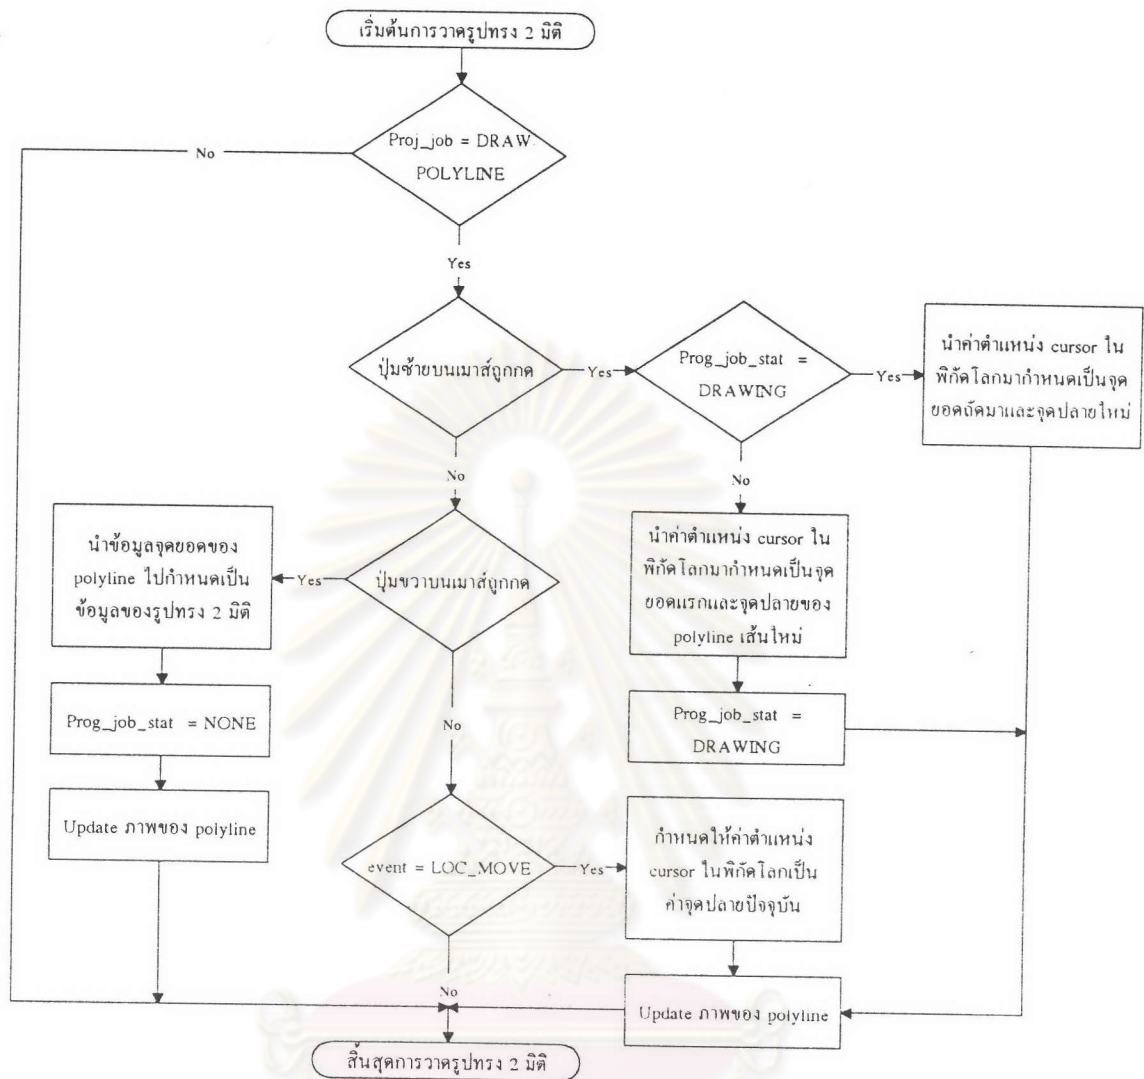 เริ่มต้นการวาดรูปทรง 2 มิติ
Proj_job = DRAW
POLYLINE
No
Yes
ปุ่มซ้ายบนเมาส์ถูกกด
Yes
Prog_job_stat =
DRAWING
Yes
นำค่าตำแหน่ง cursor ใน
พิกัดโลกมากำหนดเป็นจุด
ยอดถัดมาและจุดปลายใหม่
No
No
นำข้อมูลจุดยอดของ
polyline ไปกำหนดเป็น
ข้อมูลของรูปทรง 2 มิติ
Yes
ปุ่มขวาบนเมาส์ถูกกด
นำค่าตำแหน่ง cursor ใน
พิกัดโลกมากำหนดเป็นจุด
ยอดแรกและจุดปลายของ
polyline เส้นใหม่
Prog_job_stat = NONE
No
Prog_job_stat =
DRAWING
Update ภาพของ polyline
event = LOC_MOVE
Yes
กำหนดให้ค่าตำแหน่ง
cursor ในพิกัดโลกเป็น
ค่าจุดปลายปัจจุบัน
No
Update ภาพของ polyline
สิ้นสุดการวาดรูปทรง 2 มิติ